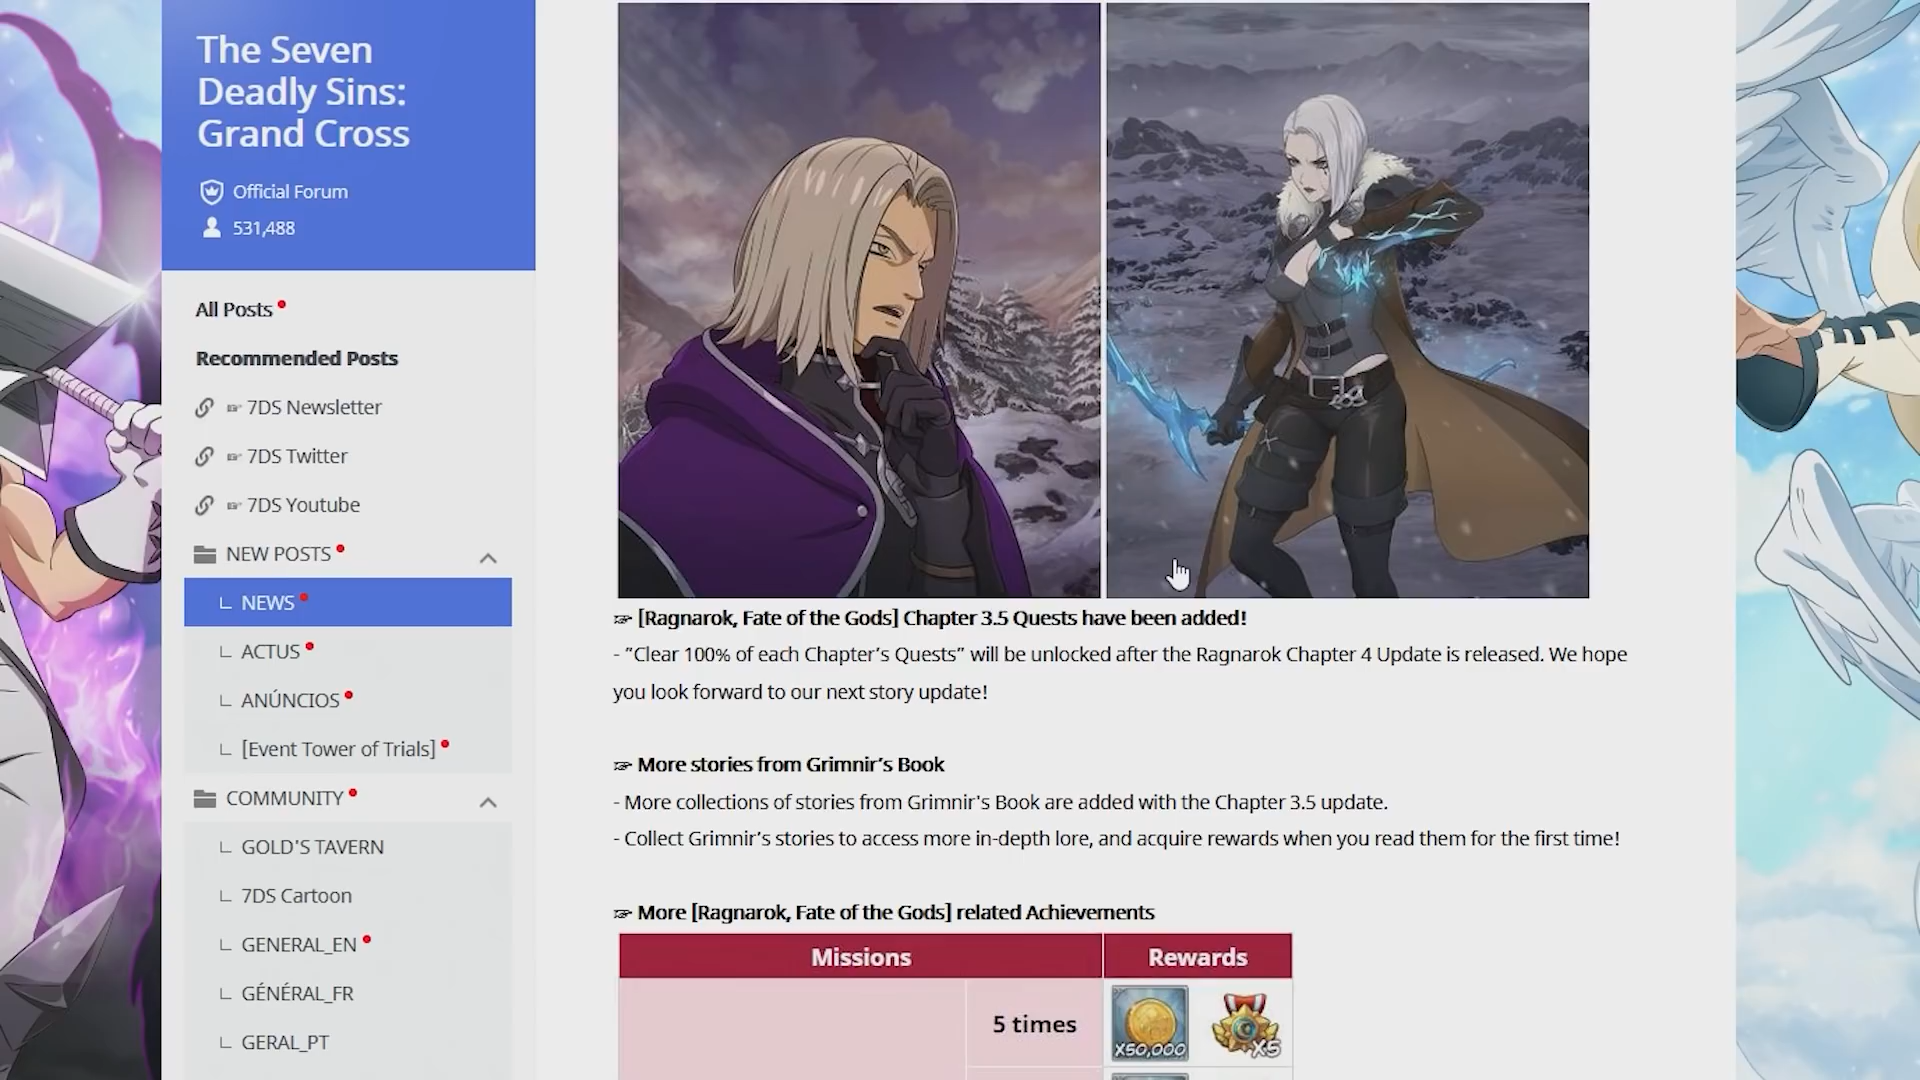 The Seven
Deadly Sins:
Grand Cross
Official Forum
531,488
All Posts
Recommended Posts
☞ 7DS Newsletter
☞ 7DS Twitter
☞ 7DS Youtube
NEW POSTS
NEWS
ACTUS
ANÚNCIOS
[Event Tower of Trials]
COMMUNITY
GOLD'S TAVERN
7DS Cartoon
GENERAL_EN
GÉNÉRAL_FR
GERAL_PT
☞ [Ragnarok, Fate of the Gods] Chapter 3.5 Quests have been added!
- “Clear 100% of each Chapter’s Quests” will be unlocked after the Ragnarok Chapter 4 Update is released. We hope
you look forward to our next story update!
☞ More stories from Grimnir’s Book
- More collections of stories from Grimnir's Book are added with the Chapter 3.5 update.
- Collect Grimnir’s stories to access more in-depth lore, and acquire rewards when you read them for the first time!
☞ More [Ragnarok, Fate of the Gods] related Achievements
Missions Rewards
5 times X50,000 X5